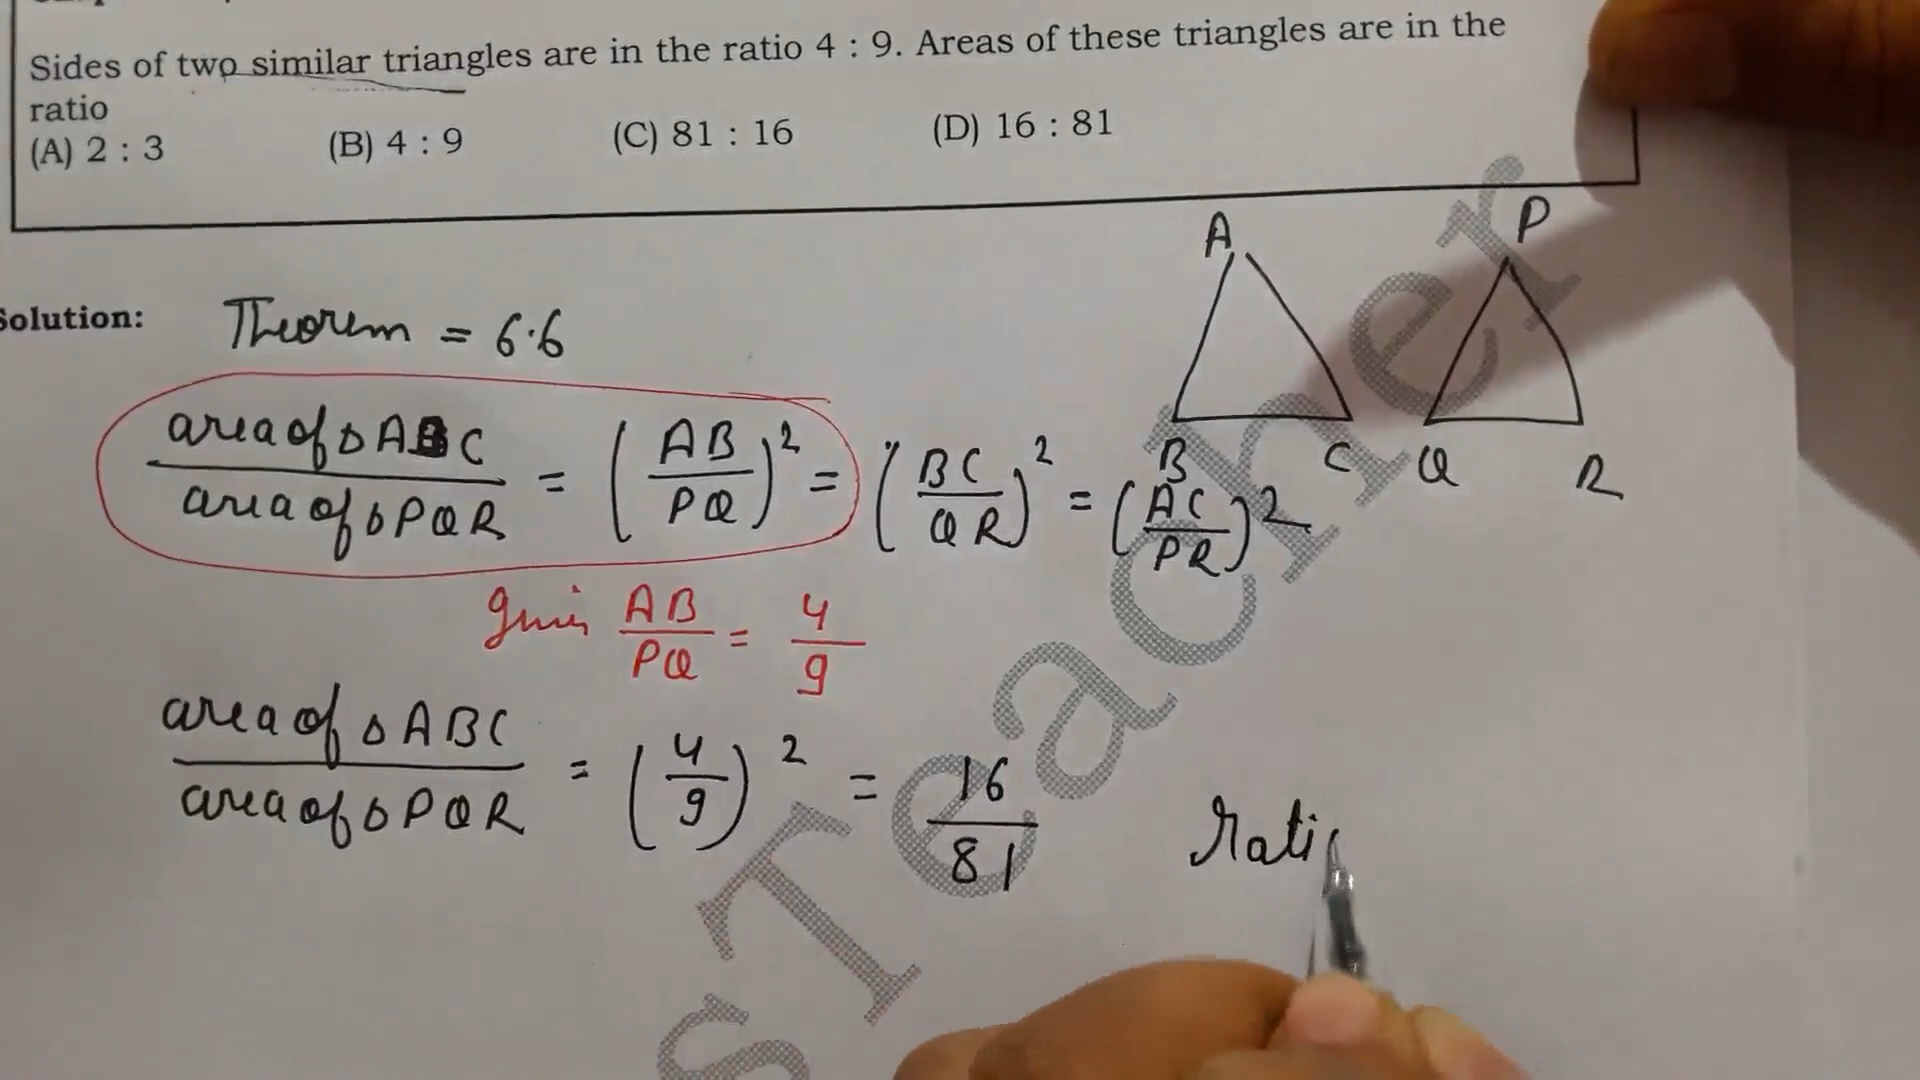 Sides of two similar triangles are in the ratio 4 : 9. Areas of these triangles are in the
ratio
(A) 2 : 3 (B) 4 : 9 (C) 81 : 16 (D) 16 : 81
A P
B C Q R
Solution: Theorem = 6.6
area of △ABC / area of △PQR = (AB/PQ)² = (BC/QR)² = (AC/PR)²
AB/PQ = 4/9
area of △ABC / area of △PQR = (4/9)² = 16/81 rati
sTeacher